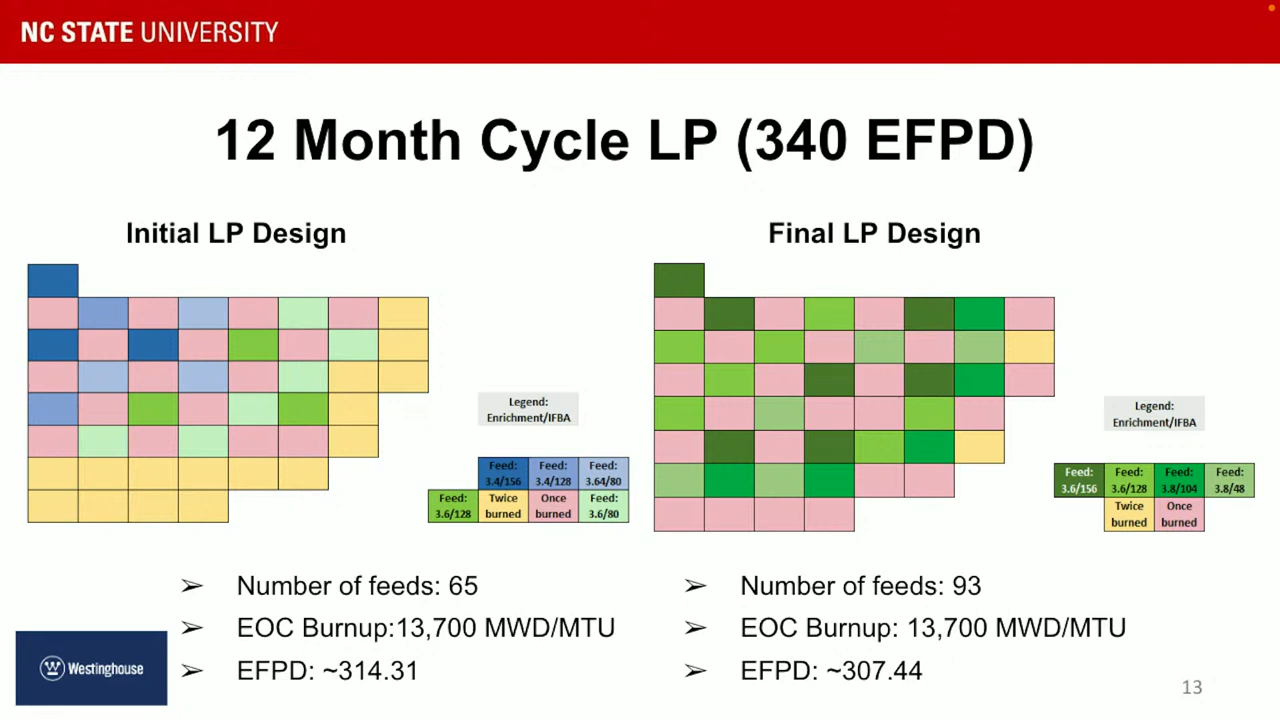 NC STATE UNIVERSITY
12 Month Cycle LP (340 EFPD)
Initial LP Design
Legend:
Enrichment/IFBA
Feed: 3.4/156
Feed: 3.4/128
Feed: 3.64/80
Feed: 3.6/128
Twice burned
Once burned
Feed: 3.6/80
➢ Number of feeds: 65
➢ EOC Burnup:13,700 MWD/MTU
➢ EFPD: ~314.31
Final LP Design
Legend:
Enrichment/IFBA
Feed: 3.6/156
Feed: 3.6/128
Feed: 3.8/104
Feed: 3.8/48
Twice burned
Once burned
➢ Number of feeds: 93
➢ EOC Burnup: 13,700 MWD/MTU
➢ EFPD: ~307.44
Westinghouse
13